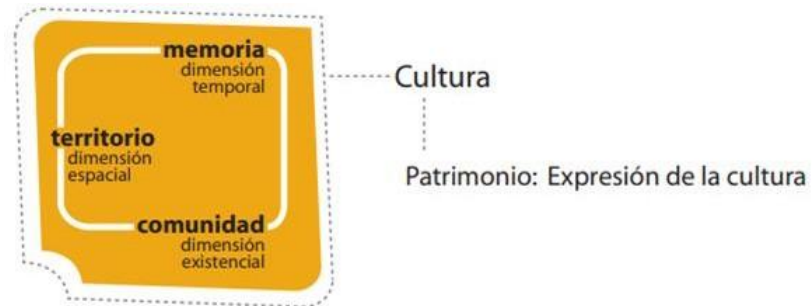 memoria
dimensión
temporal
Cultura
territorio
dimensión
espacial
Patrimonio: Expresión de la cultura
comunidad
dimensión
existencial